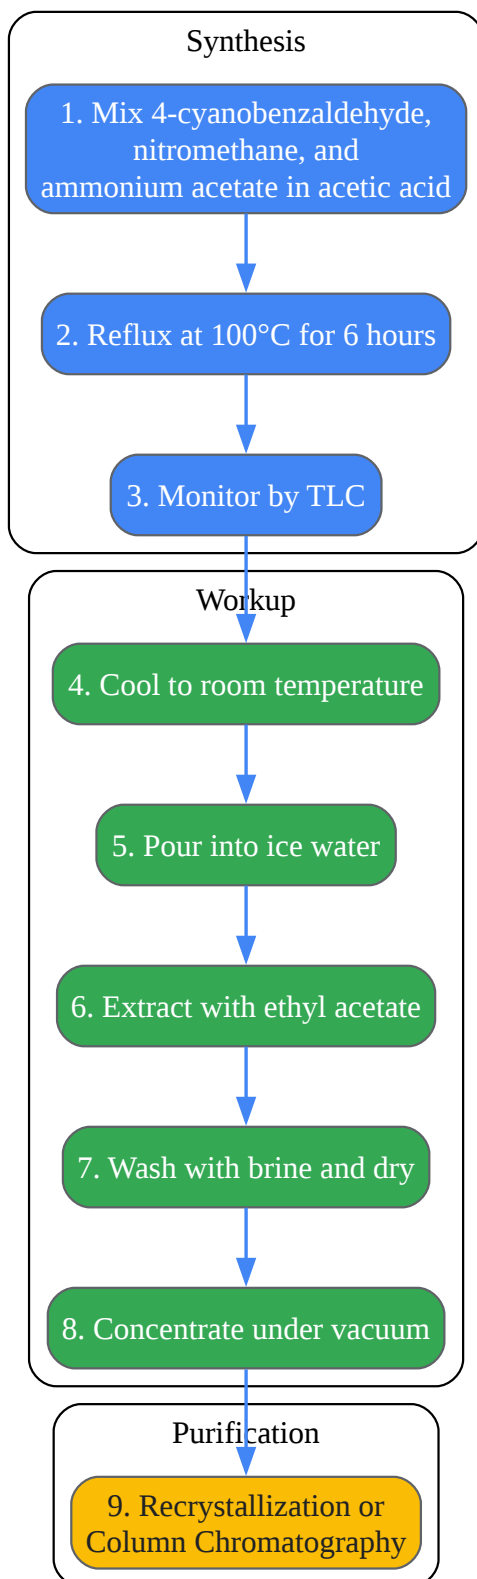 Synthesis
1. Mix 4-cyanobenzaldehyde,
nitromethane, and
ammonium acetate in acetic acid
2. Reflux at 100°C for 6 hours
3. Monitor by TLC
Workup
4. Cool to room temperature
5. Pour into ice water
6. Extract with ethyl acetate
7. Wash with brine and dry
8. Concentrate under vacuum
Purification
9. Recrystallization or
Column Chromatography